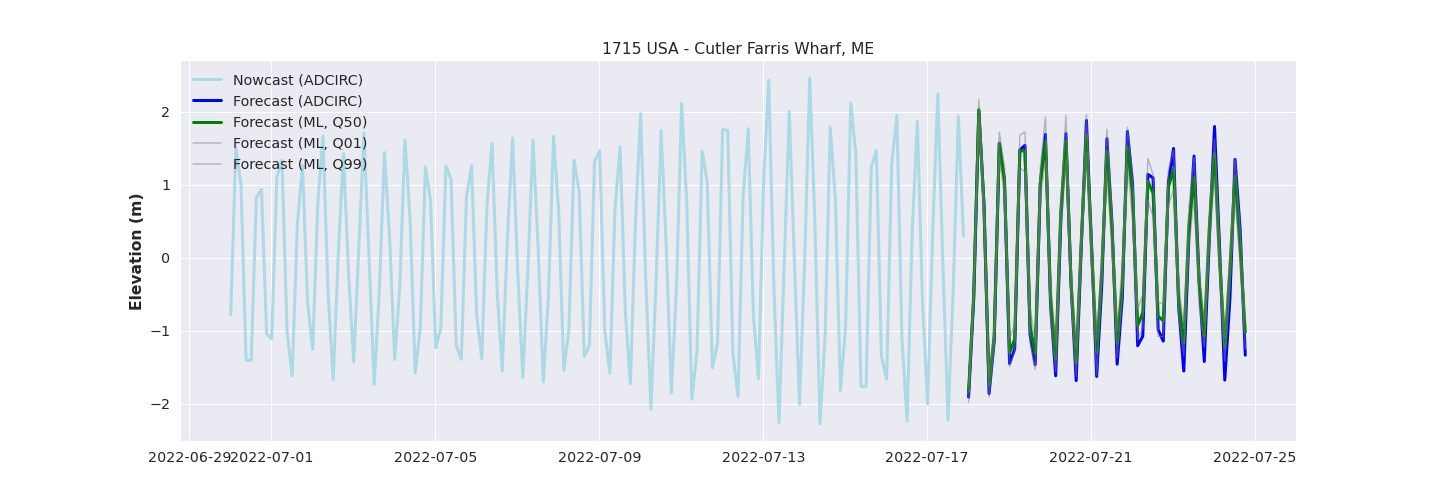 1715 USA - Cutler Farris Wharf, ME
Nowcast (ADCIRC)
Forecast (ADCIRC)
Forecast (ML, Q50)
Forecast (ML, Q01)
Forecast (ML, Q99)
Elevation (m)
2
1
0
−1
−2
2022-06-29 2022-07-01 2022-07-05 2022-07-09 2022-07-13 2022-07-17 2022-07-21 2022-07-25